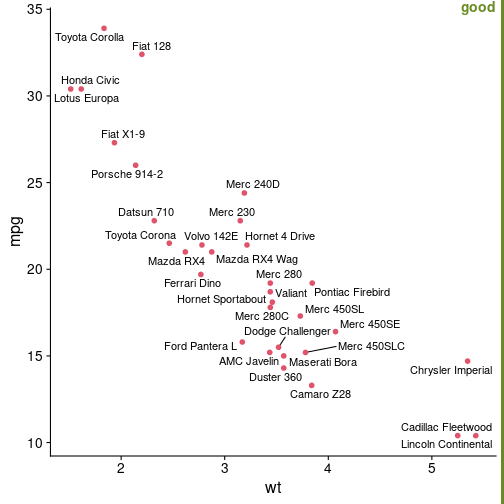 good
35
Toyota Corolla
Fiat 128
Honda Civic
30
Lotus Europa
Fiat X1-9
Porsche 914-2
25
Merc 240D
Datsun 710
Merc 230
Toyota Corona
Volvo 142E
Hornet 4 Drive
Mazda RX4
Mazda RX4 Wag
20
Merc 280
Ferrari Dino
Valiant
Pontiac Firebird
Hornet Sportabout
Merc 450SL
Merc 280C
Merc 450SE
Dodge Challenger
Ford Pantera L
Merc 450SLC
15
AMC Javelin
Maserati Bora
Chrysler Imperial
Duster 360
Camaro Z28
Cadillac Fleetwood
10
Lincoln Continental
mpg
2
3
4
5
wt